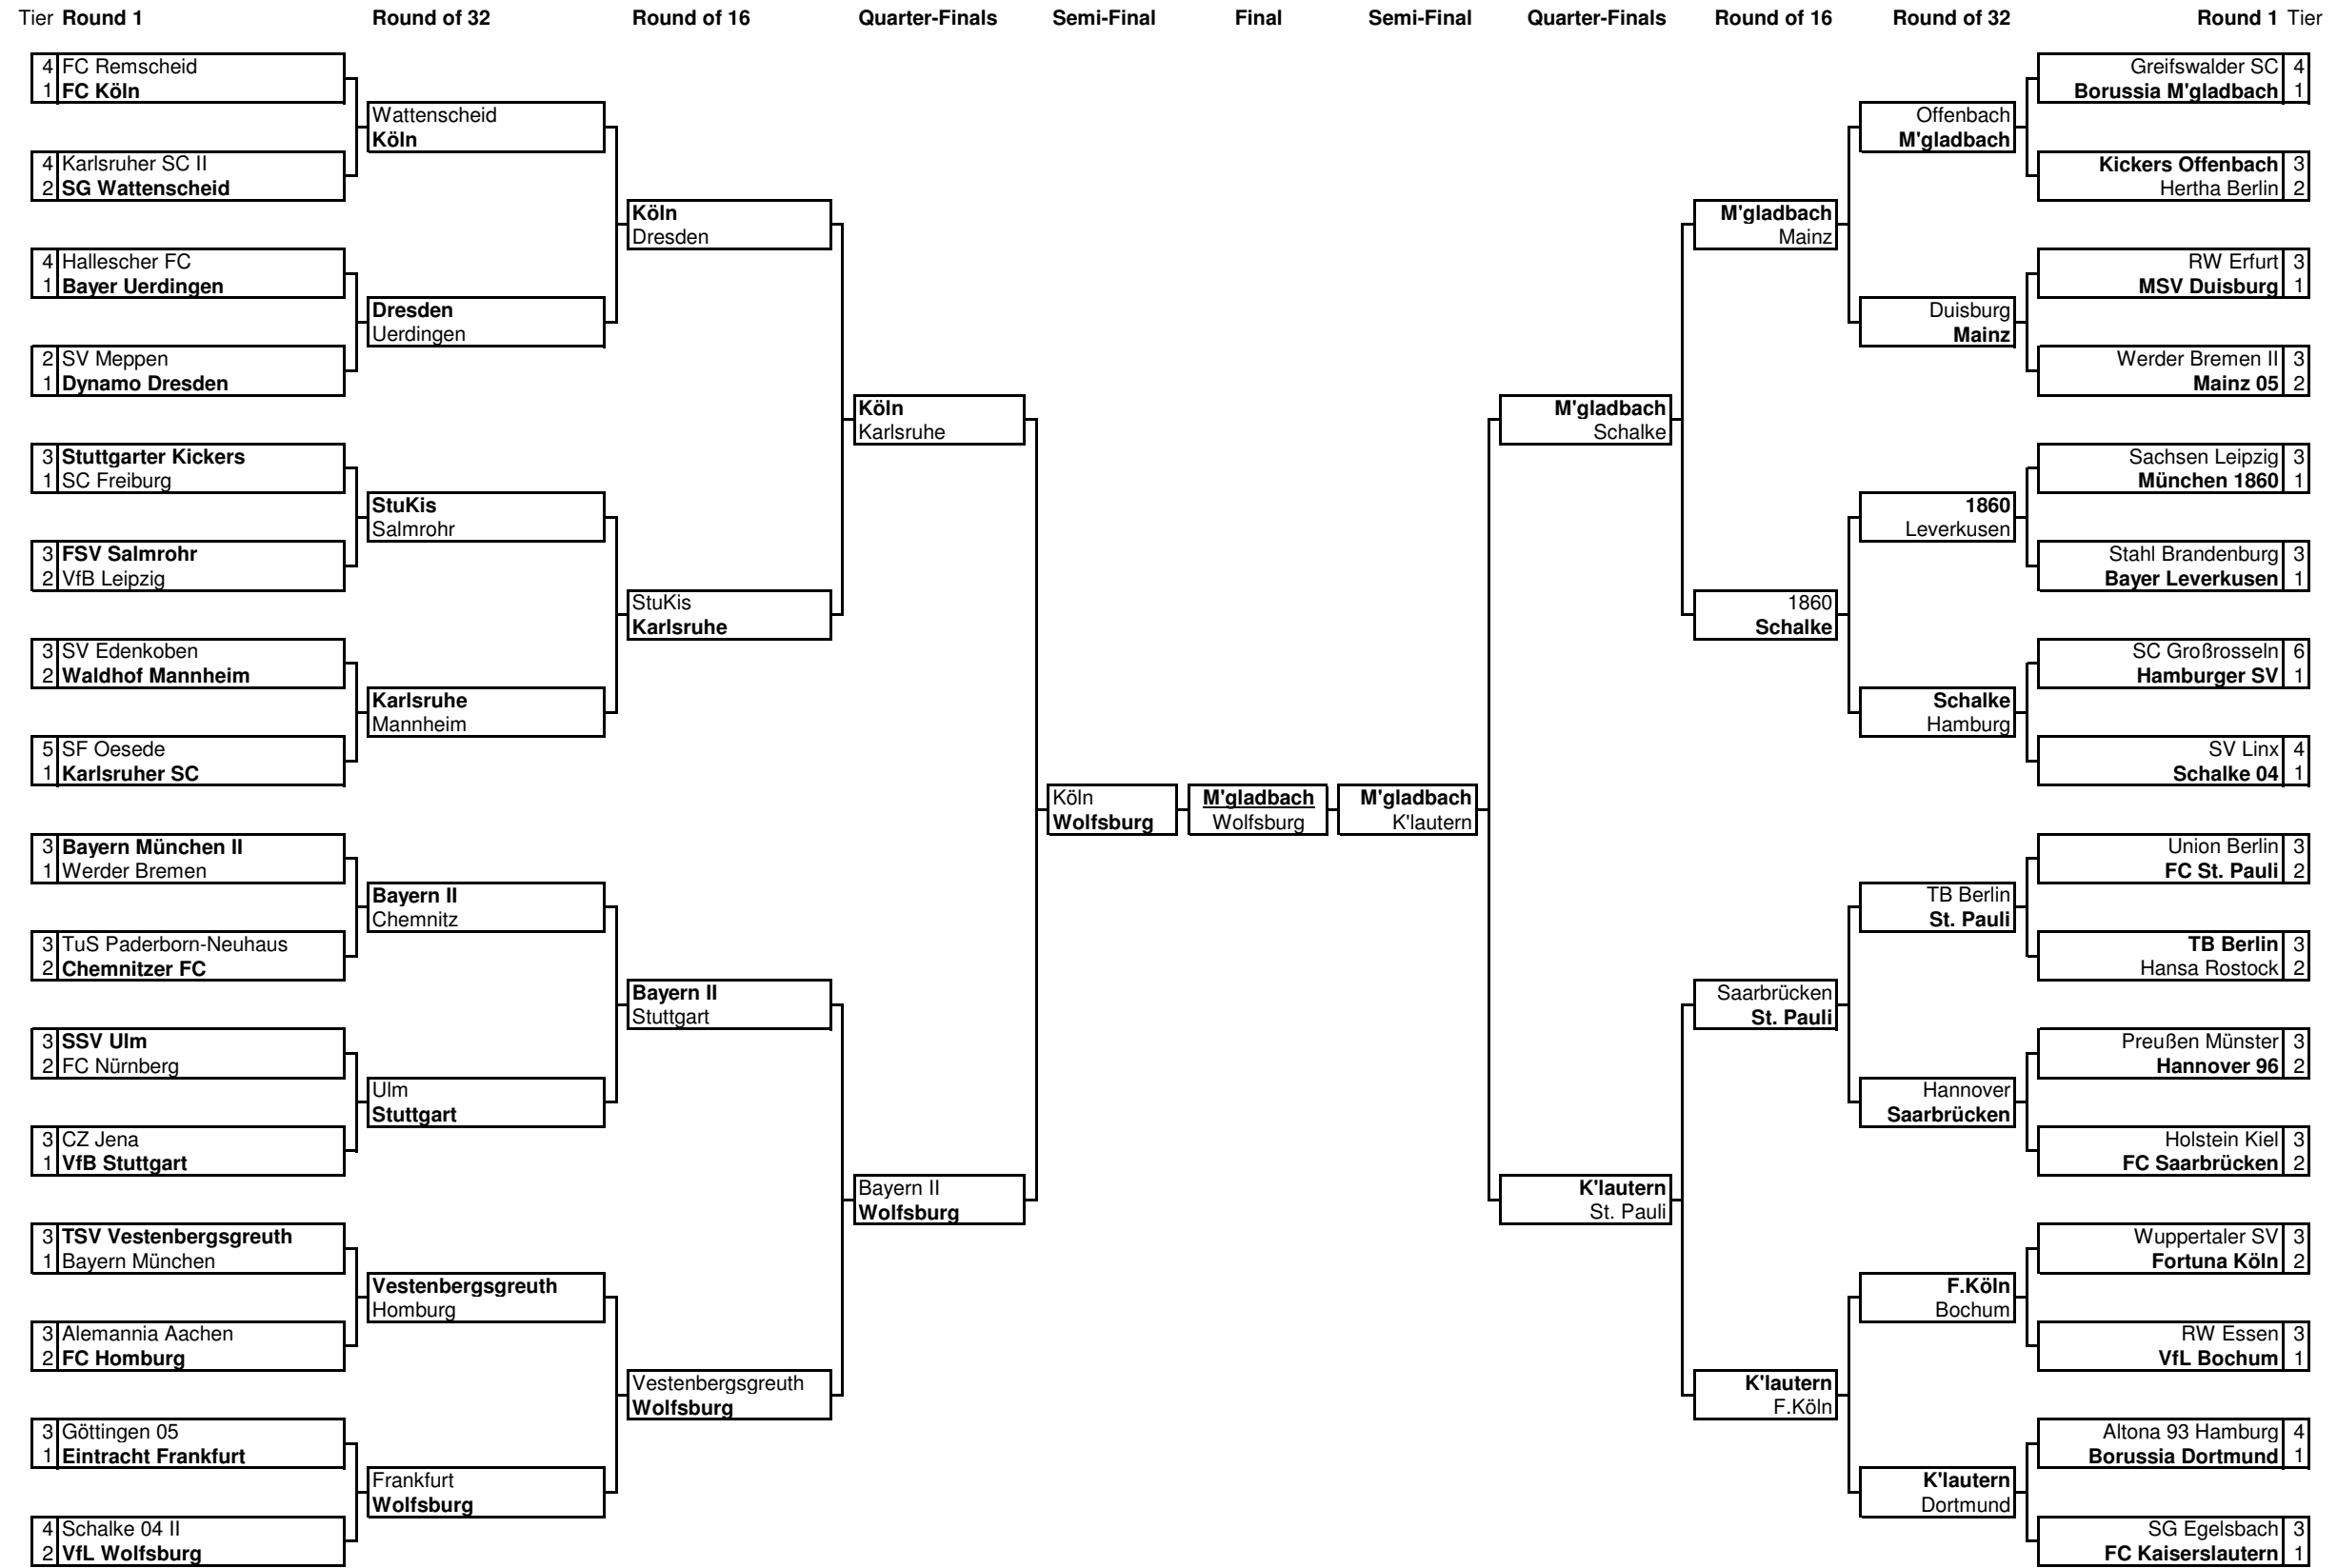 Tier Round 1 Round of 32 Round of 16 Quarter-Finals Semi-Final Final Semi-Final Quarter-Finals Round of 16 Round of 32 Round 1 Tier
4 FC Remscheid
1 FC Köln
4 Karlsruher SC II
2 SG Wattenscheid
4 Hallescher FC
1 Bayer Uerdingen
2 SV Meppen
1 Dynamo Dresden
3 Stuttgarter Kickers
1 SC Freiburg
3 FSV Salmrohr
2 VfB Leipzig
3 SV Edenkoben
2 Waldhof Mannheim
5 SF Oesede
1 Karlsruher SC
3 Bayern München II
1 Werder Bremen
3 TuS Paderborn-Neuhaus
2 Chemnitzer FC
3 SSV Ulm
2 FC Nürnberg
3 CZ Jena
1 VfB Stuttgart
3 TSV Vestenbergsgreuth
1 Bayern München
3 Alemannia Aachen
2 FC Homburg
3 Göttingen 05
1 Eintracht Frankfurt
4 Schalke 04 II
2 VfL Wolfsburg
Wattenscheid
Köln
Dresden
Uerdingen
StuKis
Salmrohr
Karlsruhe
Mannheim
Bayern II
Chemnitz
Ulm
Stuttgart
Vestenbergsgreuth
Homburg
Frankfurt
Wolfsburg
Köln
Dresden
StuKis
Karlsruhe
Bayern II
Stuttgart
Vestenbergsgreuth
Wolfsburg
Köln
Karlsruhe
Bayern II
Wolfsburg
Köln
Wolfsburg
M'gladbach
Wolfsburg
M'gladbach
K'lautern
M'gladbach
Schalke
K'lautern
St. Pauli
M'gladbach
Mainz
1860
Schalke
Saarbrücken
St. Pauli
K'lautern
F.Köln
Offenbach
M'gladbach
Duisburg
Mainz
1860
Leverkusen
Schalke
Hamburg
TB Berlin
St. Pauli
Hannover
Saarbrücken
F.Köln
Bochum
K'lautern
Dortmund
Greifswalder SC 4
Borussia M'gladbach 1
Kickers Offenbach 3
Hertha Berlin 2
RW Erfurt 3
MSV Duisburg 1
Werder Bremen II 3
Mainz 05 2
Sachsen Leipzig 3
München 1860 1
Stahl Brandenburg 3
Bayer Leverkusen 1
SC Großrosseln 6
Hamburger SV 1
SV Linx 4
Schalke 04 1
Union Berlin 3
FC St. Pauli 2
TB Berlin 3
Hansa Rostock 2
Preußen Münster 3
Hannover 96 2
Holstein Kiel 3
FC Saarbrücken 2
Wuppertaler SV 3
Fortuna Köln 2
RW Essen 3
VfL Bochum 1
Altona 93 Hamburg 4
Borussia Dortmund 1
SG Egelsbach 3
FC Kaiserslautern 1